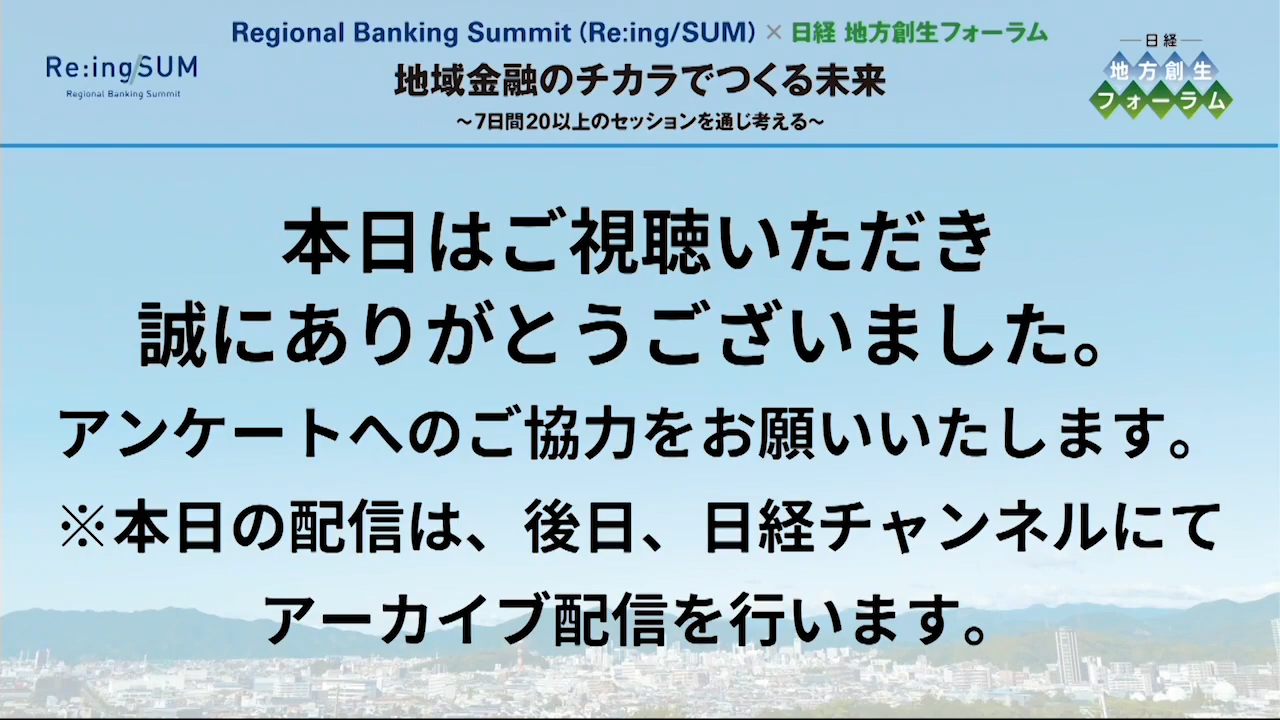 Regional Banking Summit (Re:ing/SUM) × 日経 地方創生フォーラム
Re:ing/SUM
Regional Banking Summit
地域金融のチカラでつくる未来
～7日間20以上のセッションを通じ考える～
日経
地方創生
フォーラム
本日はご視聴いただき
誠にありがとうございました。
アンケートへのご協力をお願いいたします。
※本日の配信は、後日、日経チャンネルにて
アーカイブ配信を行います。